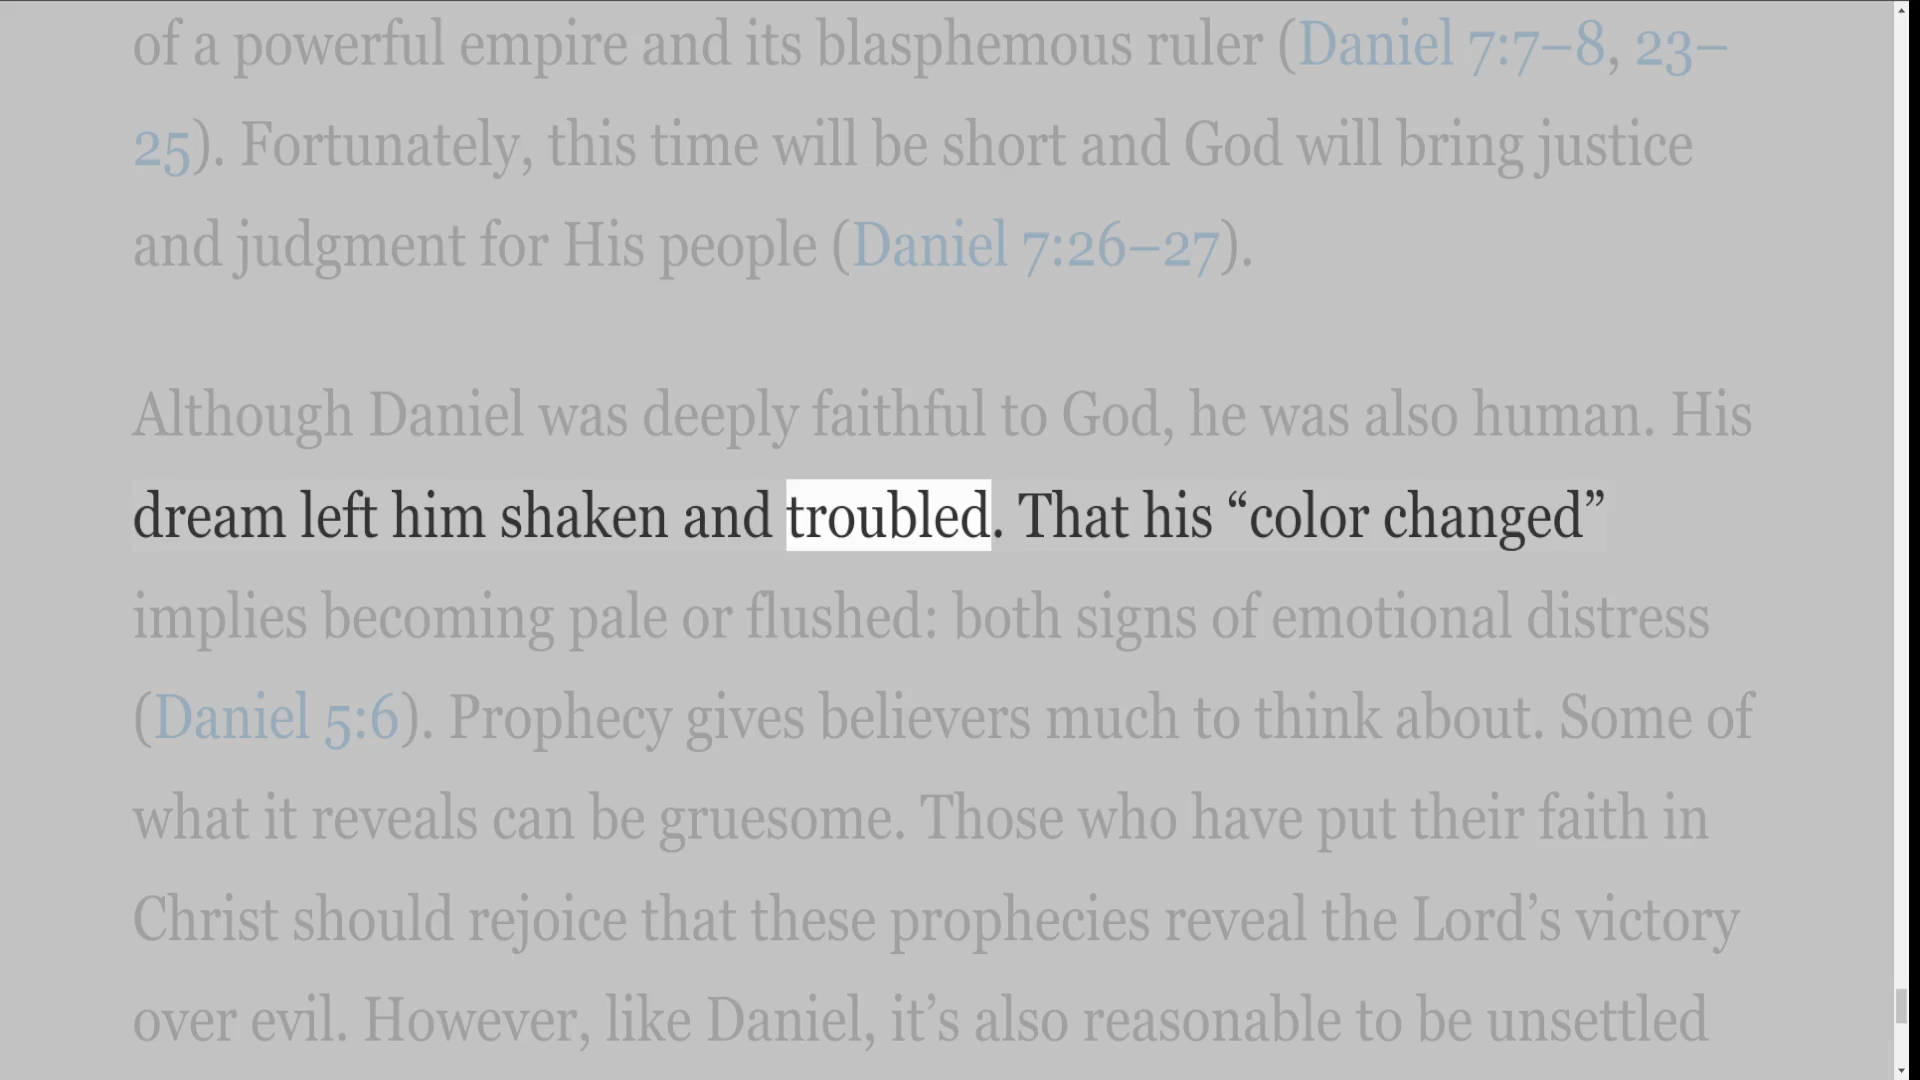 of a powerful empire and its blasphemous ruler (Daniel 7:7–8, 23–
25). Fortunately, this time will be short and God will bring justice
and judgment for His people (Daniel 7:26–27).
Although Daniel was deeply faithful to God, he was also human. His
dream left him shaken and troubled. That his “color changed”
implies becoming pale or flushed: both signs of emotional distress
(Daniel 5:6). Prophecy gives believers much to think about. Some of
what it reveals can be gruesome. Those who have put their faith in
Christ should rejoice that these prophecies reveal the Lord’s victory
over evil. However, like Daniel, it’s also reasonable to be unsettled